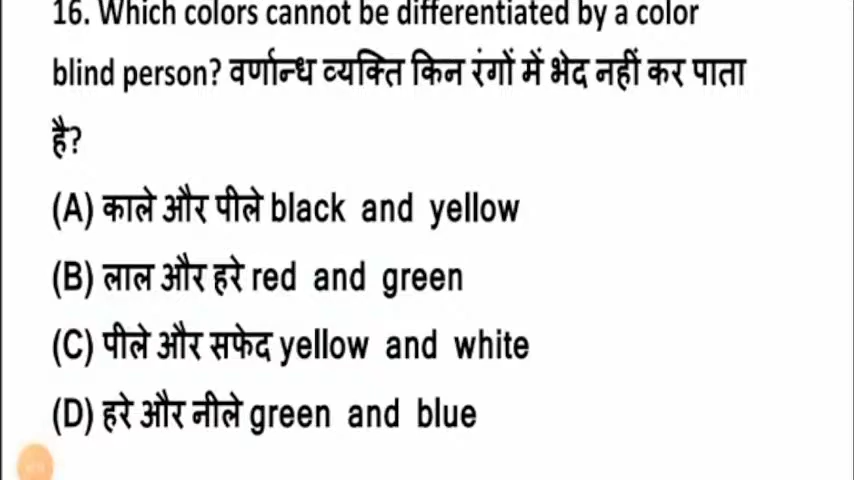 16. Which colors cannot be differentiated by a color
blind person? वर्णान्ध व्यक्ति किन रंगों में भेद नहीं कर पाता
है?
(A) काले और पीले black and yellow
(B) लाल और हरे red and green
(C) पीले और सफेद yellow and white
(D) हरे और नीले green and blue